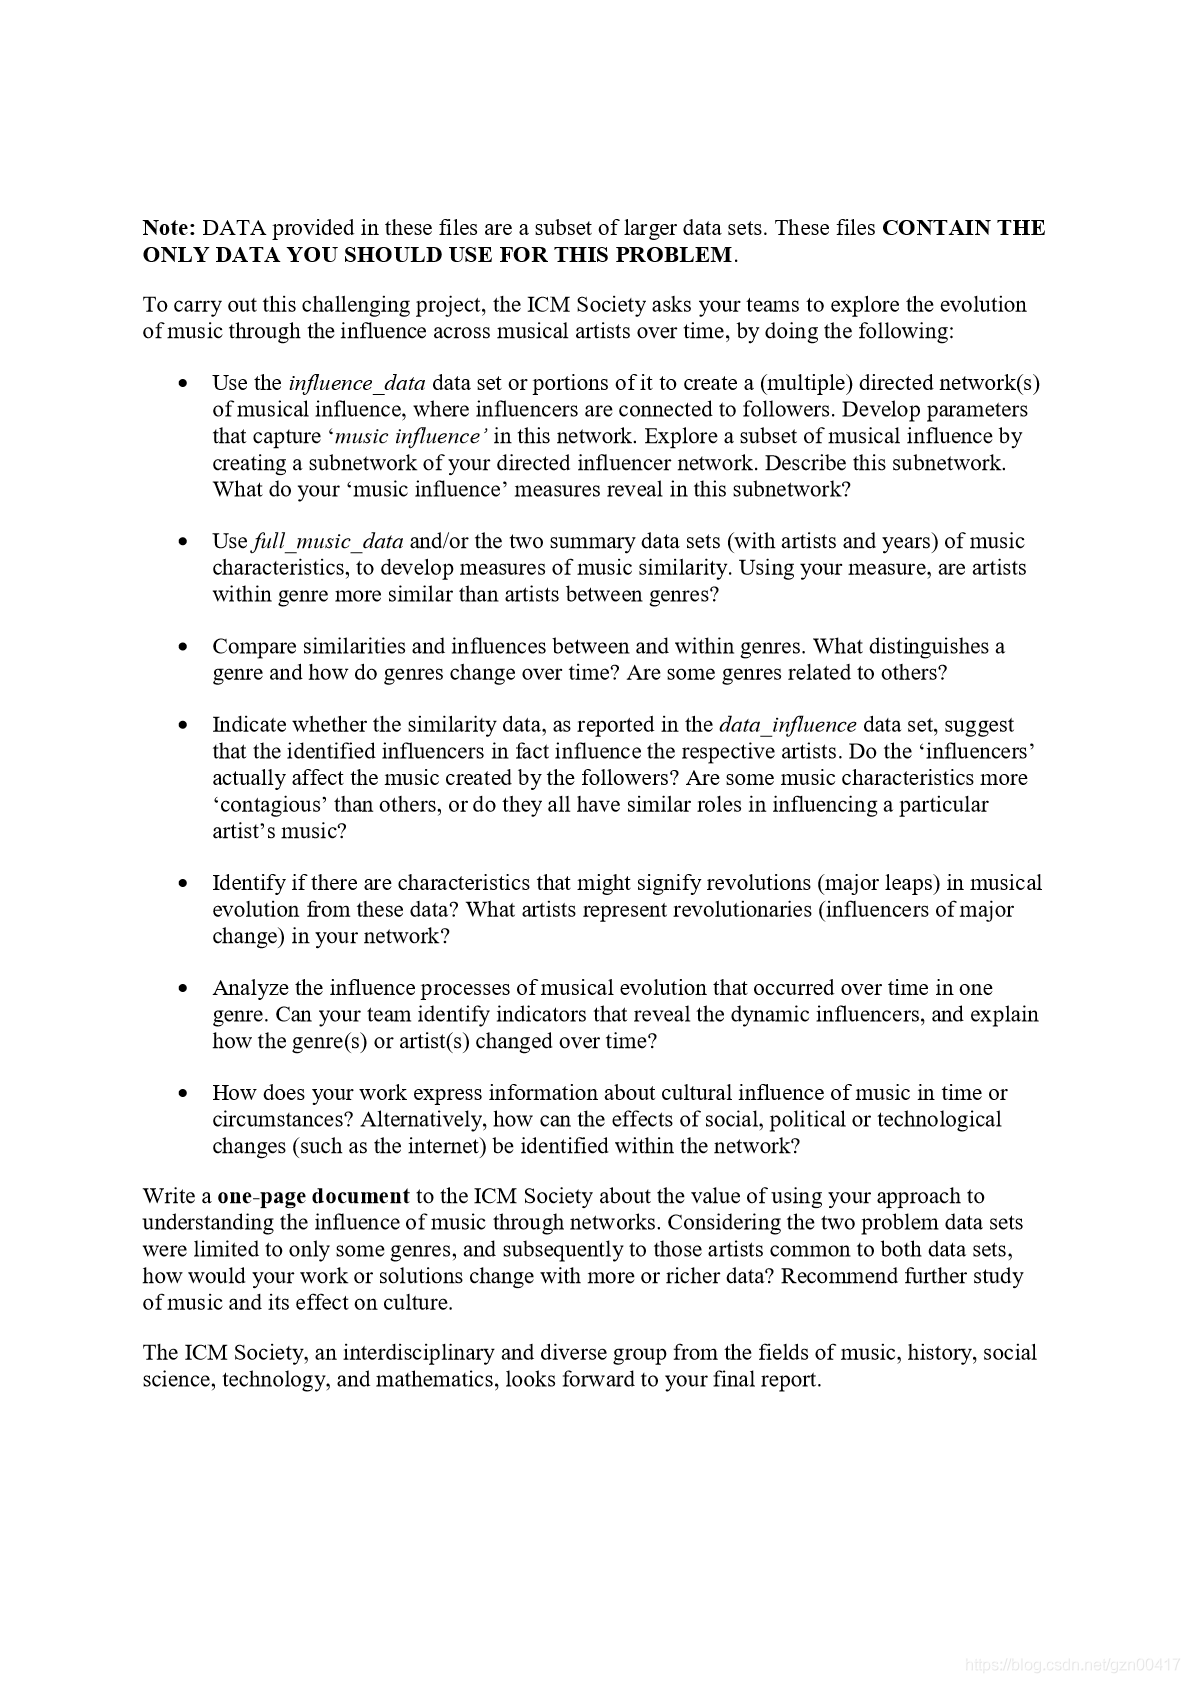 Note: DATA provided in these files are a subset of larger data sets. These files CONTAIN THE
ONLY DATA YOU SHOULD USE FOR THIS PROBLEM.
To carry out this challenging project, the ICM Society asks your teams to explore the evolution
of music through the influence across musical artists over time, by doing the following:
• Use the influence_data data set or portions of it to create a (multiple) directed network(s)
of musical influence, where influencers are connected to followers. Develop parameters
that capture ‘music influence’ in this network. Explore a subset of musical influence by
creating a subnetwork of your directed influencer network. Describe this subnetwork.
What do your ‘music influence’ measures reveal in this subnetwork?
• Use full_music_data and/or the two summary data sets (with artists and years) of music
characteristics, to develop measures of music similarity. Using your measure, are artists
within genre more similar than artists between genres?
• Compare similarities and influences between and within genres. What distinguishes a
genre and how do genres change over time? Are some genres related to others?
• Indicate whether the similarity data, as reported in the data_influence data set, suggest
that the identified influencers in fact influence the respective artists. Do the ‘influencers’
actually affect the music created by the followers? Are some music characteristics more
‘contagious’ than others, or do they all have similar roles in influencing a particular
artist’s music?
• Identify if there are characteristics that might signify revolutions (major leaps) in musical
evolution from these data? What artists represent revolutionaries (influencers of major
change) in your network?
• Analyze the influence processes of musical evolution that occurred over time in one
genre. Can your team identify indicators that reveal the dynamic influencers, and explain
how the genre(s) or artist(s) changed over time?
• How does your work express information about cultural influence of music in time or
circumstances? Alternatively, how can the effects of social, political or technological
changes (such as the internet) be identified within the network?
Write a one-page document to the ICM Society about the value of using your approach to
understanding the influence of music through networks. Considering the two problem data sets
were limited to only some genres, and subsequently to those artists common to both data sets,
how would your work or solutions change with more or richer data? Recommend further study
of music and its effect on culture.
The ICM Society, an interdisciplinary and diverse group from the fields of music, history, social
science, technology, and mathematics, looks forward to your final report.
https://blog.csdn.net/gzn00417